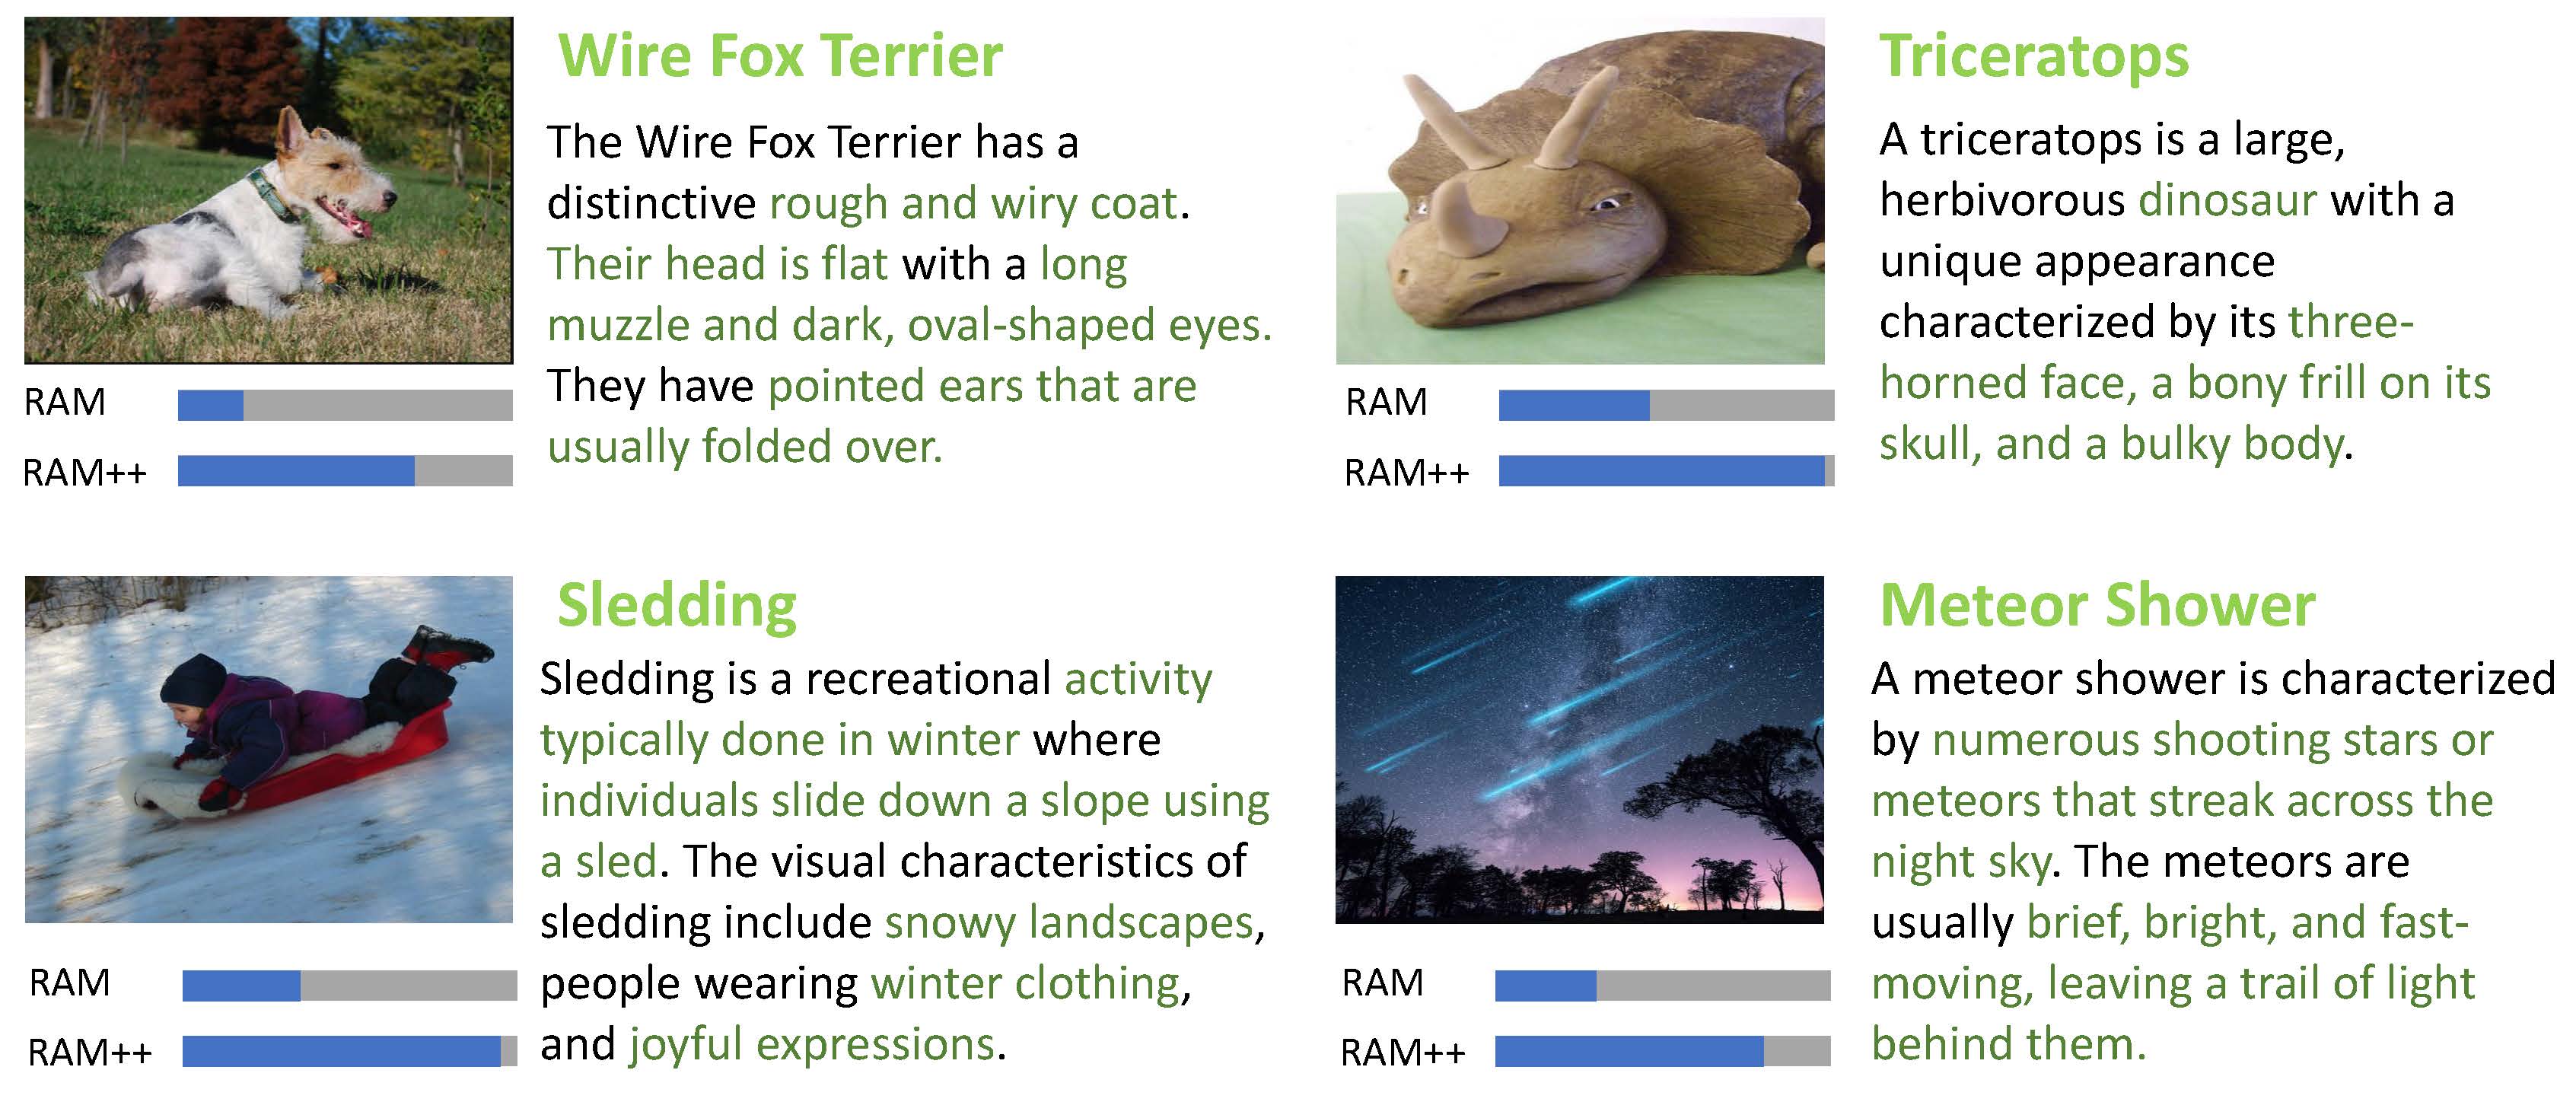 Wire Fox Terrier
The Wire Fox Terrier has a
distinctive rough and wiry coat.
Their head is flat with a long
muzzle and dark, oval-shaped eyes.
They have pointed ears that are
usually folded over.
RAM
RAM++
Triceratops
A triceratops is a large,
herbivorous dinosaur with a
unique appearance
characterized by its three-
horned face, a bony frill on its
skull, and a bulky body.
RAM
RAM++
Sledding
Sledding is a recreational activity
typically done in winter where
individuals slide down a slope using
a sled. The visual characteristics of
sledding include snowy landscapes,
people wearing winter clothing,
and joyful expressions.
RAM
RAM++
Meteor Shower
A meteor shower is characterized
by numerous shooting stars or
meteors that streak across the
night sky. The meteors are
usually brief, bright, and fast-
moving, leaving a trail of light
behind them.
RAM
RAM++